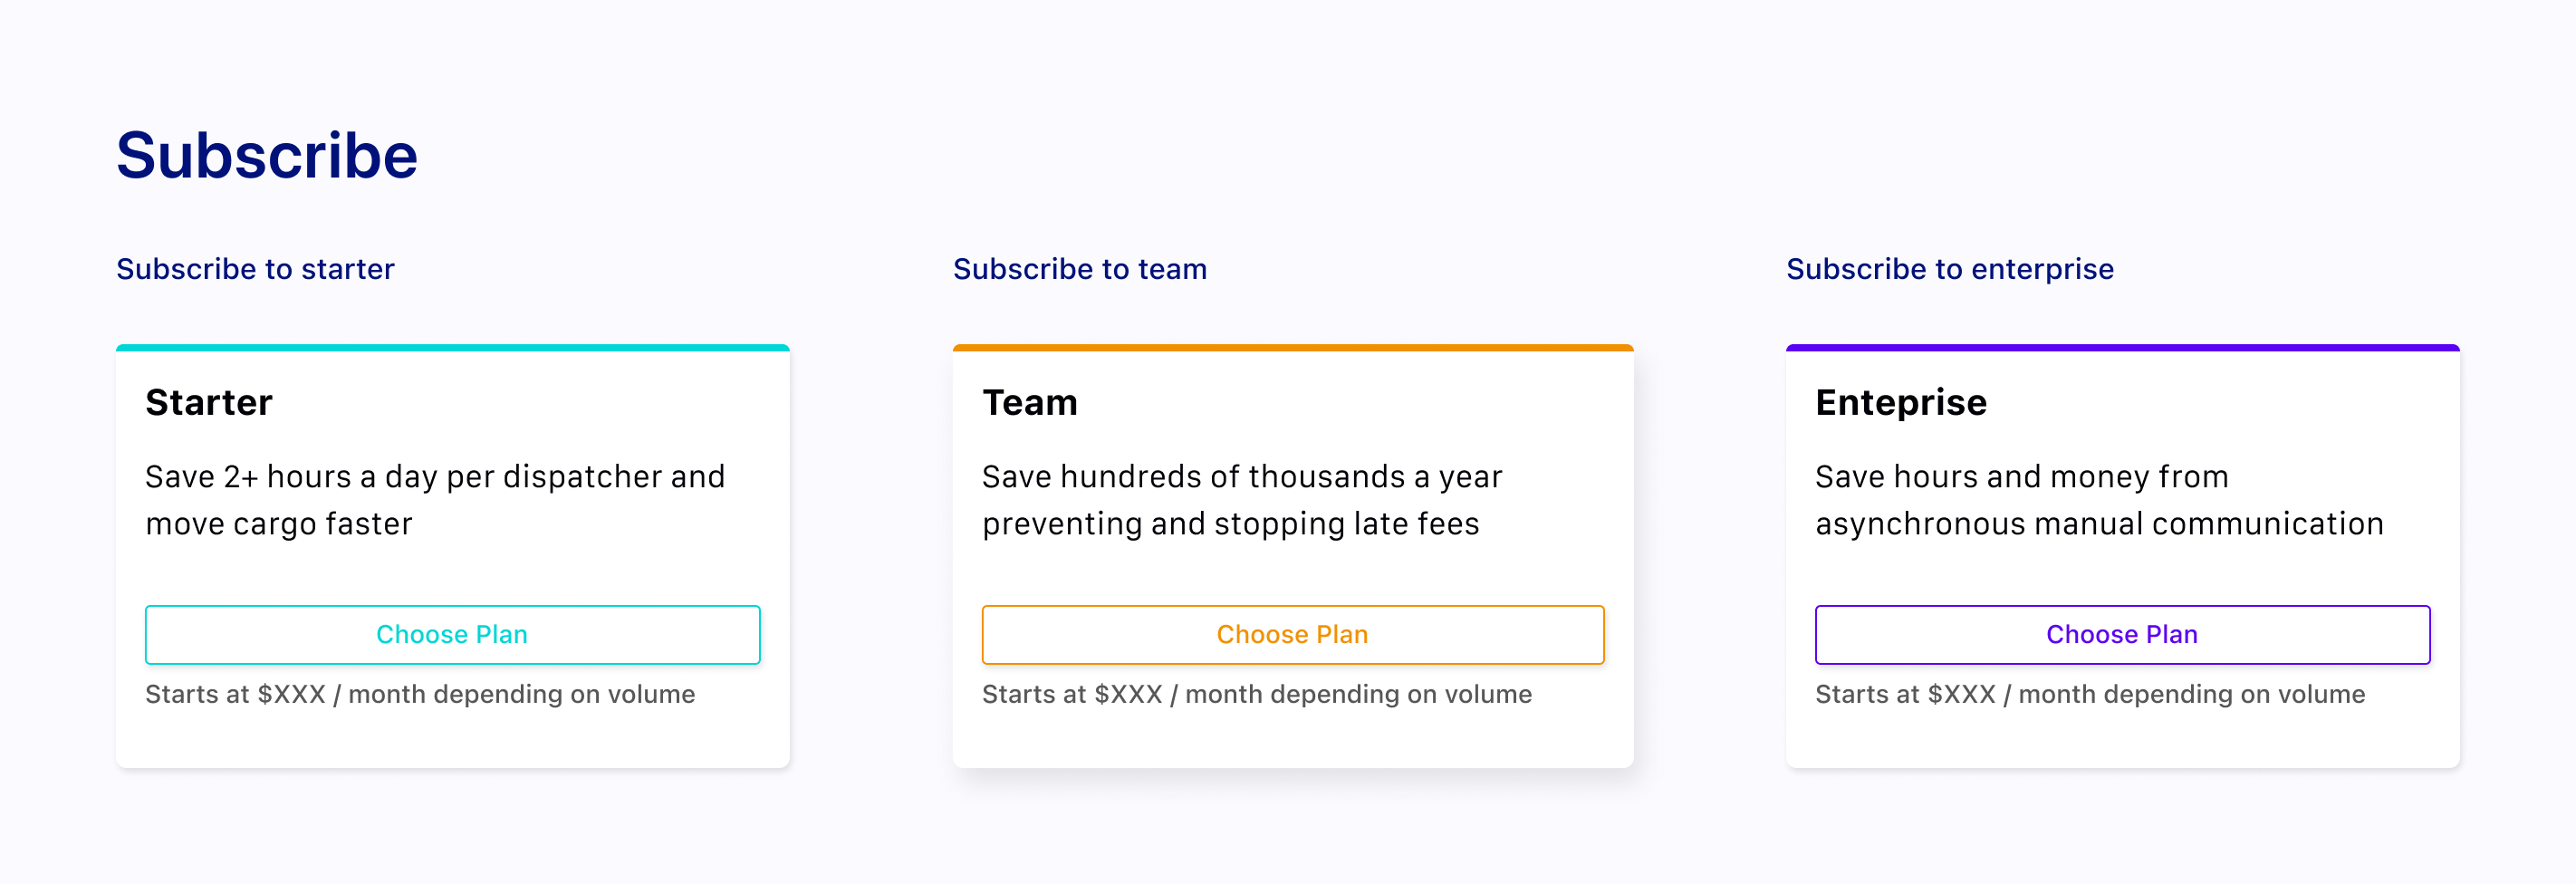 Subscribe
Subscribe to starter
Starter
Save 2+ hours a day per dispatcher and
move cargo faster
Choose Plan
Starts at $XXX / month depending on volume
Subscribe to team
Team
Save hundreds of thousands a year
preventing and stopping late fees
Choose Plan
Starts at $XXX / month depending on volume
Subscribe to enterprise
Enteprise
Save hours and money from
asynchronous manual communication
Choose Plan
Starts at $XXX / month depending on volume